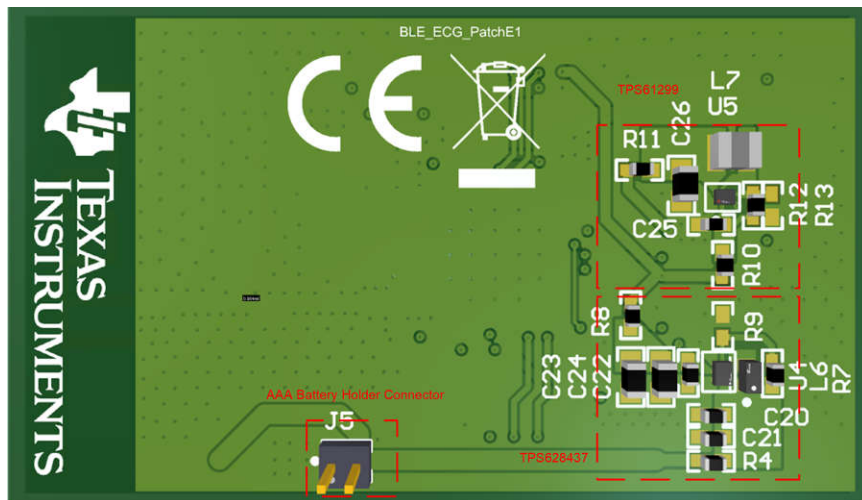 BLE_ECG_PatchE1
TEXAS
INSTRUMENTS
TPS61299
L7
U5
C26
R11
R12
R13
C25
R10
R8
R9
C23
C24
C22
U4
L6
R7
AAA Battery Holder Connector
J5
C20
C21
TPS628437
R4